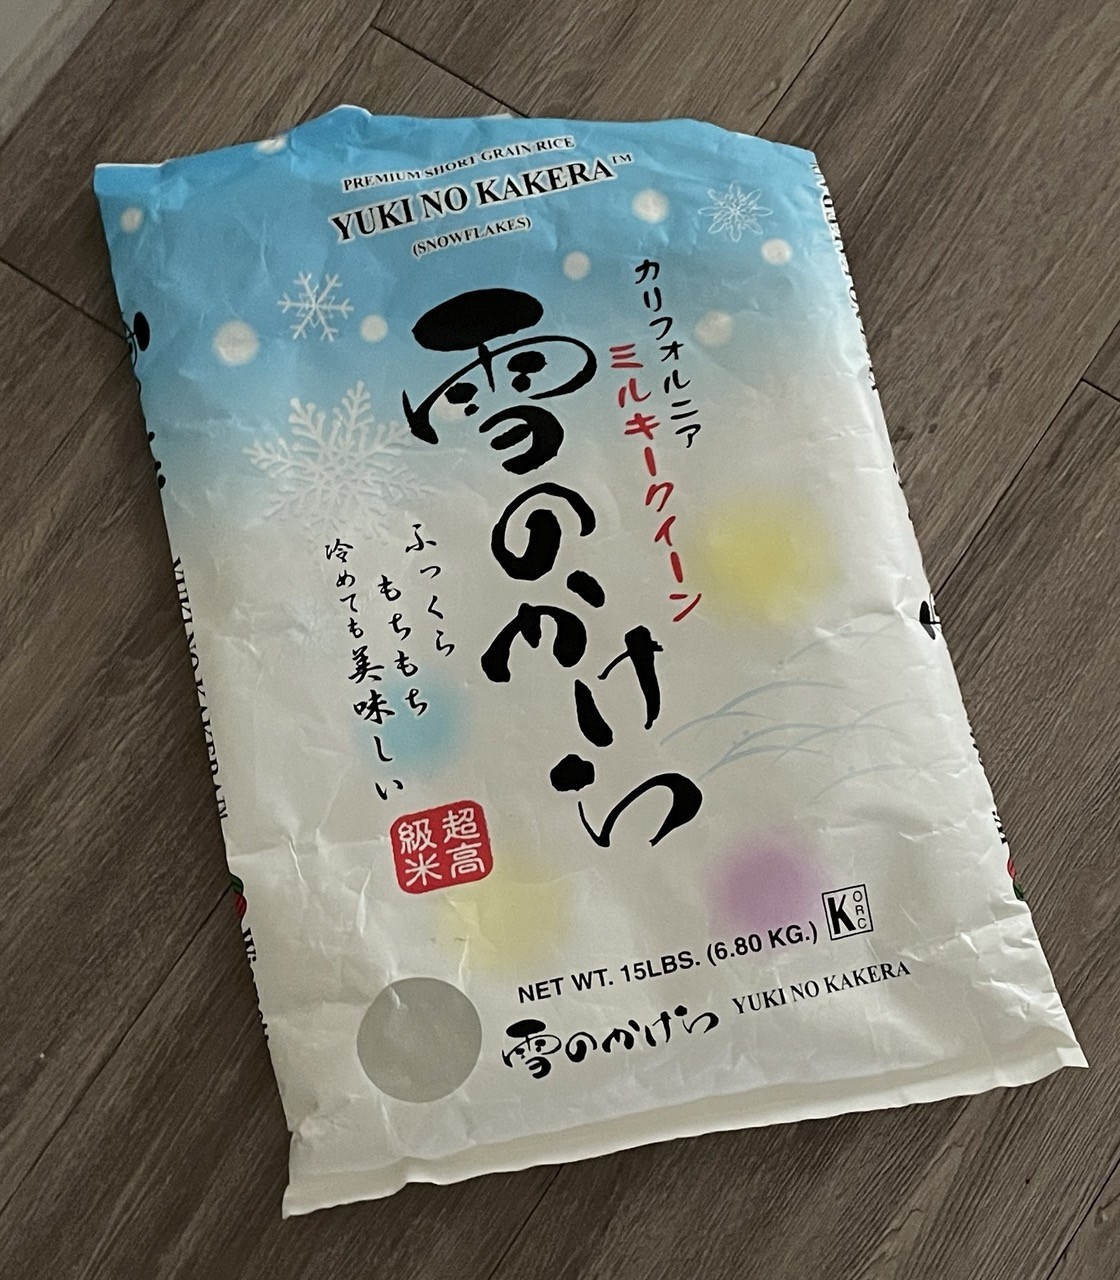 PREMIUM SHORT GRAIN RICE
YUKI NO KAKERA™
(SNOWFLAKES)
カリフォルニア
ミルキークイーン
雪のかけら
ふっくら
もちもち
冷めても美味しい
超高
級米
NET WT. 15LBS. (6.80 KG.)
K ORC
雪のかけら YUKI NO KAKERA